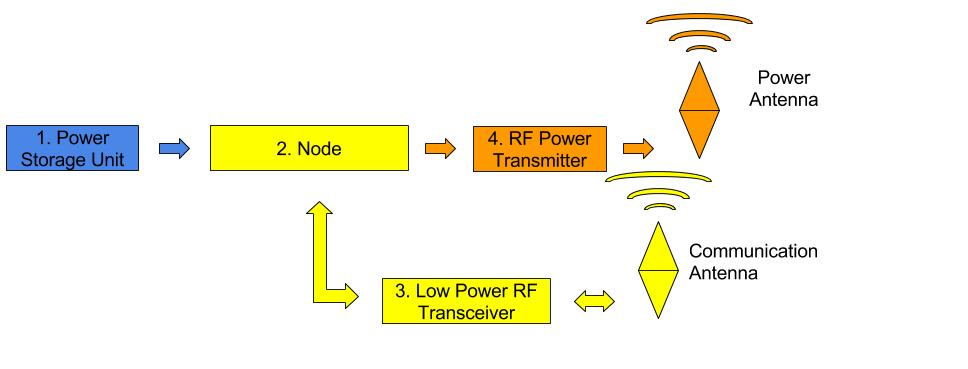 Power
Antenna
1. Power
Storage Unit
2. Node
4. RF Power
Transmitter
Communication
Antenna
3. Low Power RF
Transceiver